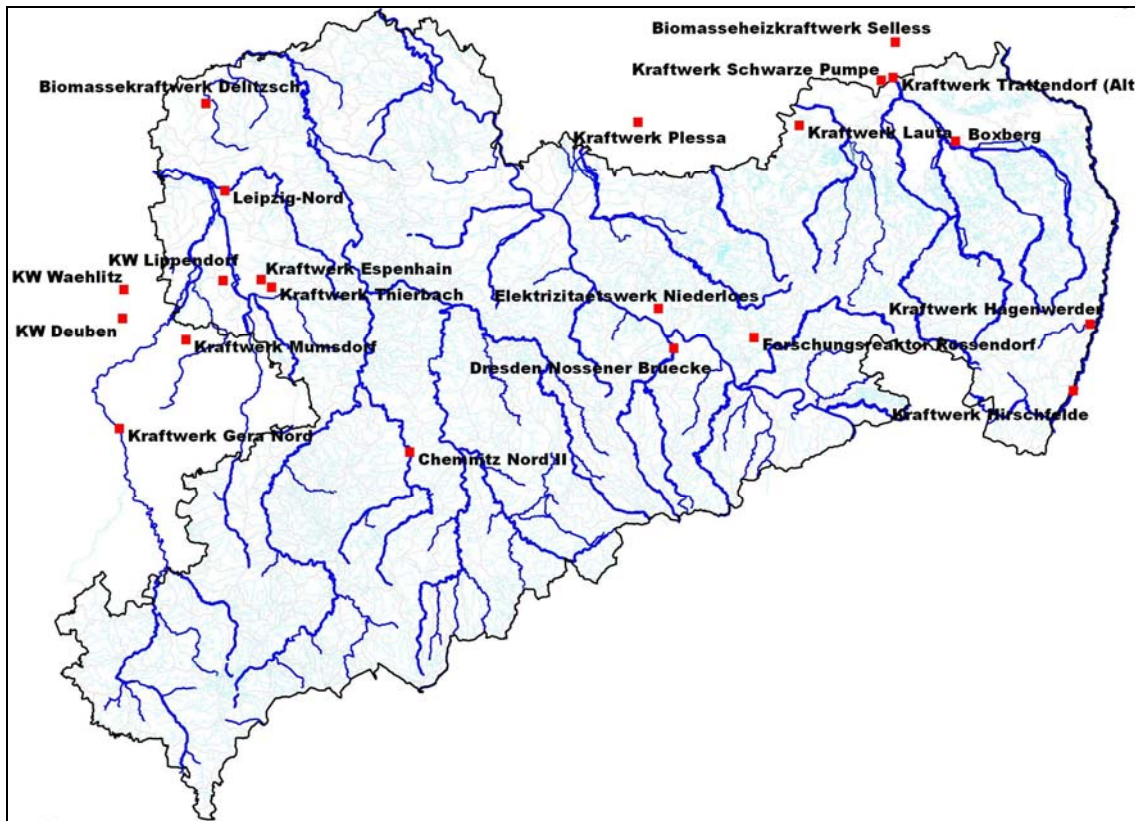 Biomasseheizkraftwerk Selless
Kraftwerk Schwarze Pumpe
Biomassekraftwerk Delitzsch
Kraftwerk Trattendorf (Alt
Kraftwerk Plessa
Kraftwerk Lauta
Boxberg
Leipzig-Nord
KW Lippendorf
Kraftwerk Espenhain
KW Waehlitz
Kraftwerk Thierbach
Elektrizitaetswerk Niederloes
Kraftwerk Hagenwerder
KW Deuben
Kraftwerk Mumsdorf
Forschungsreaktor Rossendorf
Dresden Nossener Bruecke
Kraftwerk Hirschfelde
Kraftwerk Gera Nord
Chemnitz Nord II